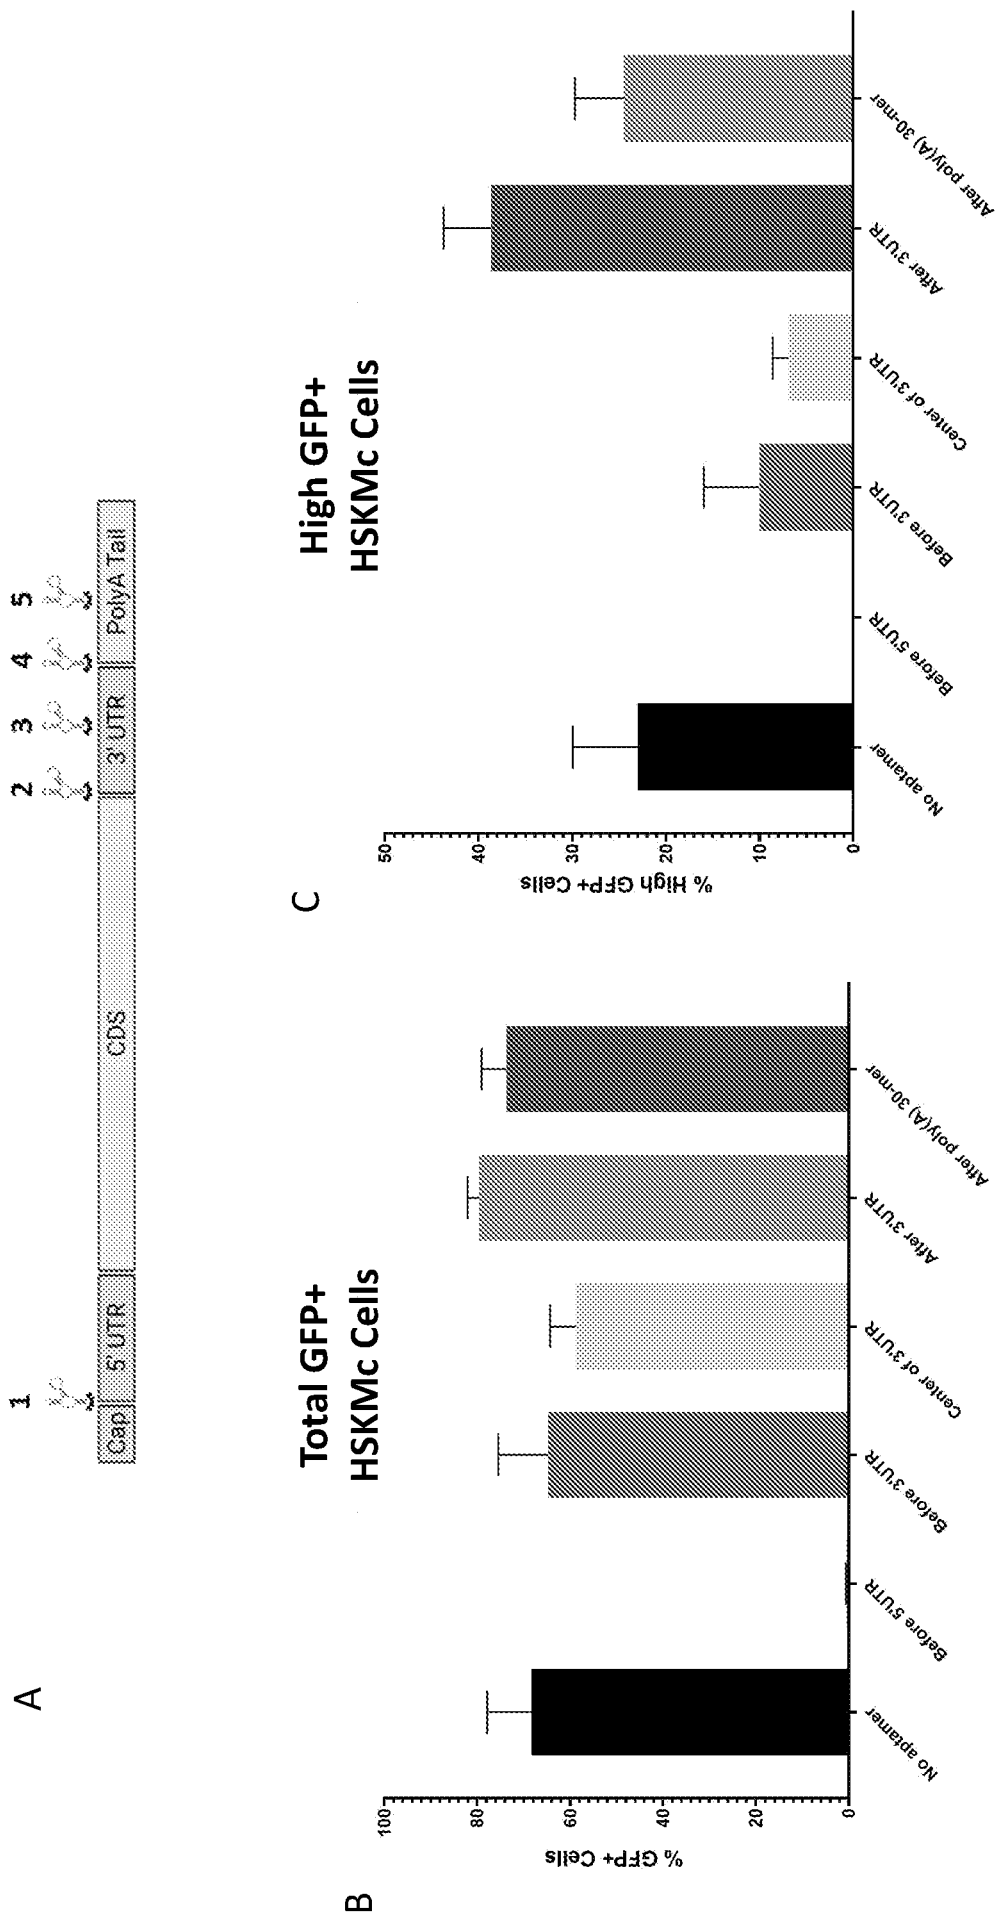 A
1 2 3 4 5
Cap 5' UTR CDS 3' UTR PolyA Tail
B
Total GFP+
HSKMc Cells
% GFP+ Cells
100
80
60
40
20
0
No aptamer
Before 5'UTR
Before 3'UTR
Center of 3'UTR
After 3'UTR
After poly(A) 30-mer
C
High GFP+
HSKMc Cells
% High GFP+ Cells
50
40
30
20
10
0
No aptamer
Before 5'UTR
Before 3'UTR
Center of 3'UTR
After 3'UTR
After poly(A) 30-mer